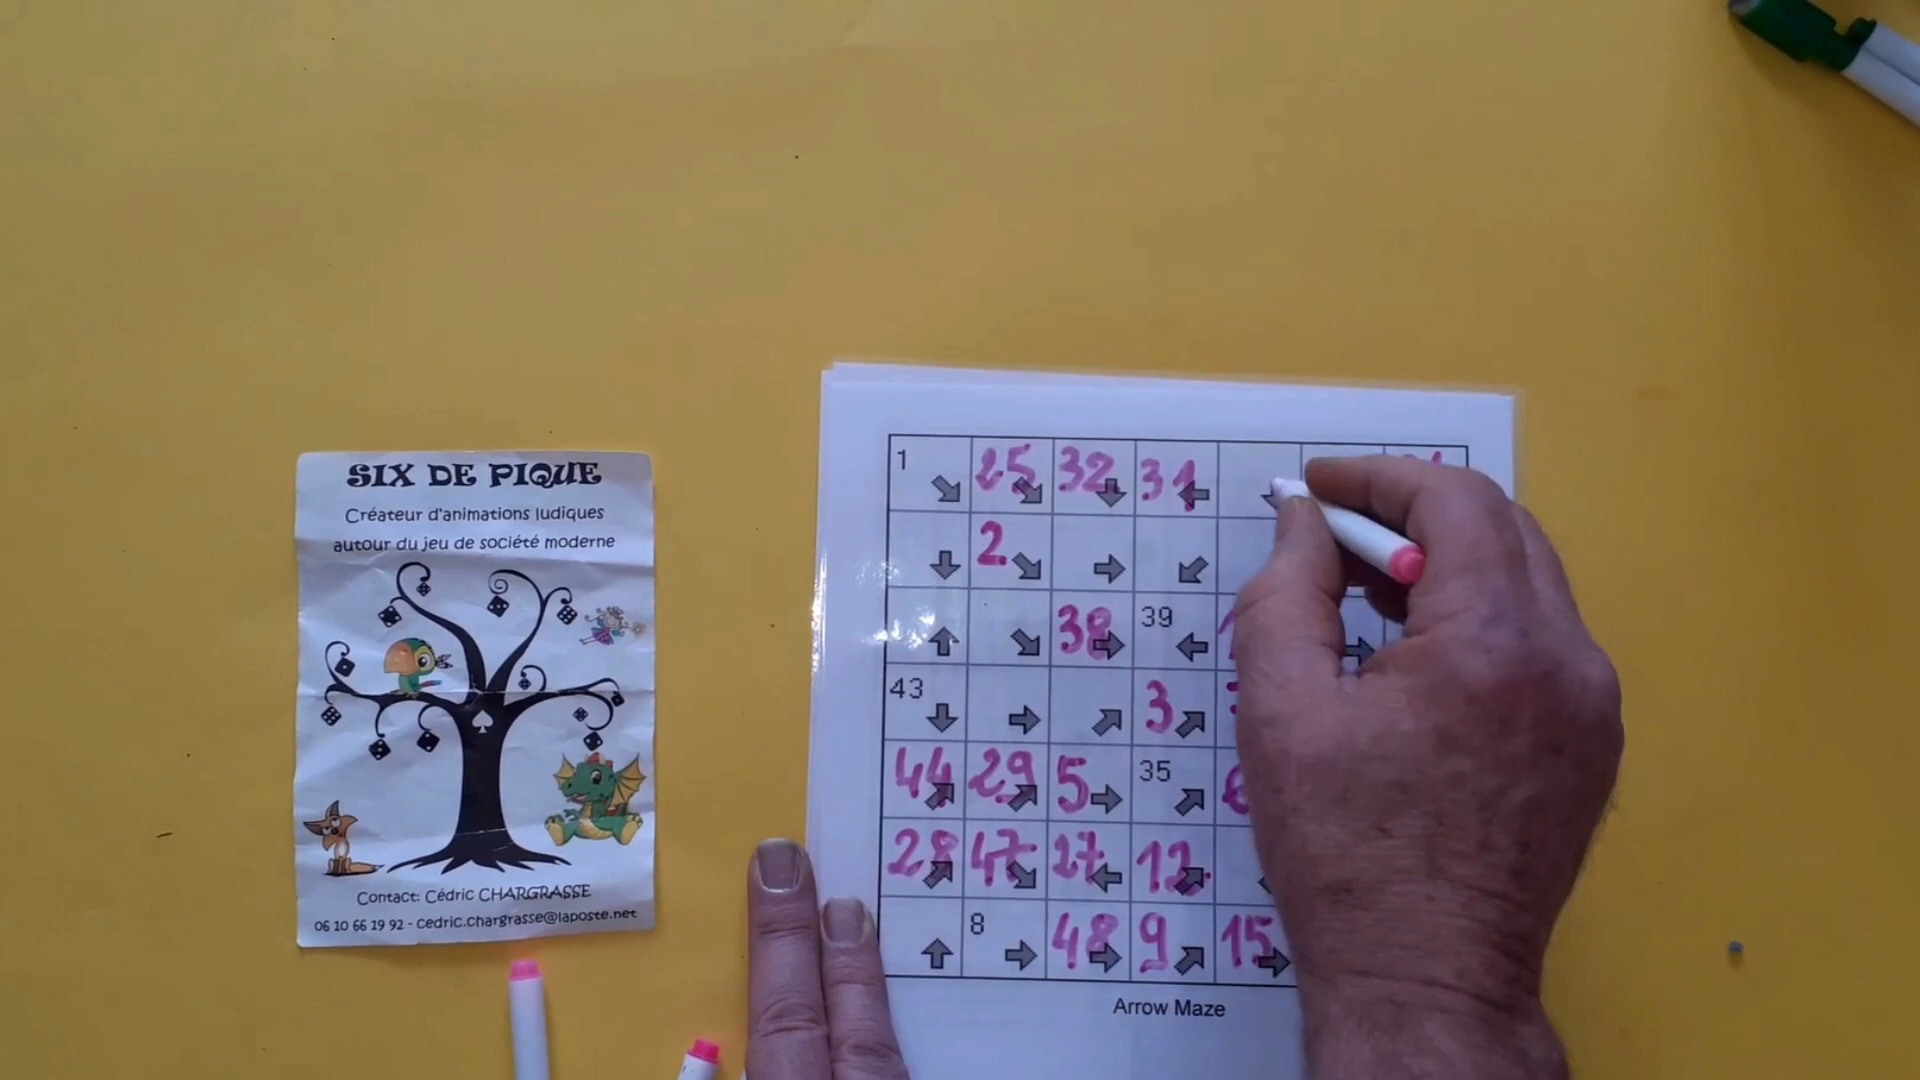 SIX DE PIQUE
Créateur d'animations ludiques
autour du jeu de société moderne
Contact: Cédric CHARGRASSE
06 10 66 19 92 - cedric.chargrasse@laposte.net
1 25 32 31
2
38 39
43 3
44 29 5 35
28 47 27 12
8 48 9 15
Arrow Maze